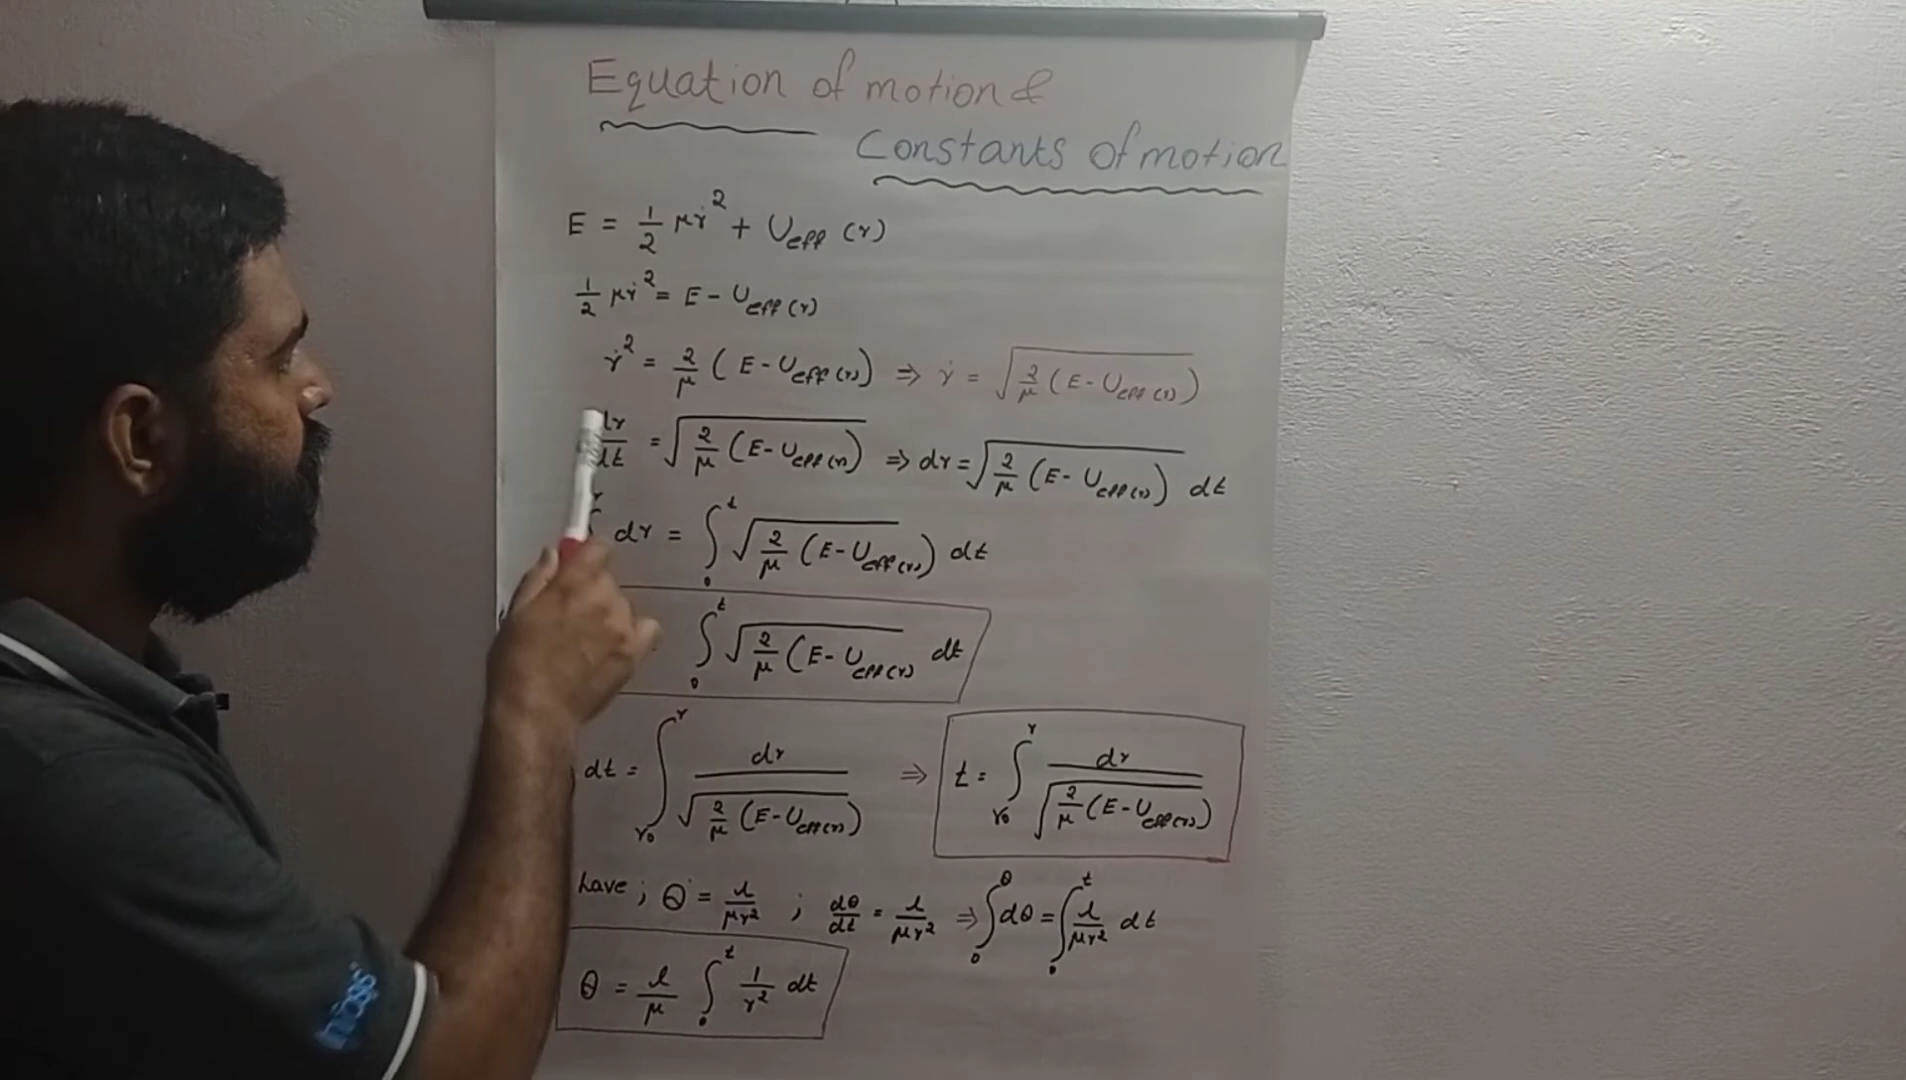 Equation of motion &
Constants of motion
E = 1/2 μṙ² + U_eff (r)
1/2 μṙ² = E - U_eff(r)
ṙ² = 2/μ (E - U_eff(r)) ⇒ ṙ = √(2/μ (E - U_eff(r)))
dr/dt = √(2/μ (E - U_eff(r))) ⇒ dr = √(2/μ (E - U_eff(r))) dt
dr = ∫₀ᵗ √(2/μ (E - U_eff(r))) dt
∫₀ᵗ √(2/μ (E - U_eff(r)) dt
dt = ∫_r₀^r dr / √(2/μ (E - U_eff(r))) ⇒ t = ∫_r₀^r dr / √(2/μ (E - U_eff(r)))
have ; θ̇ = l/μr² ; dθ/dt = l/μr² ⇒ ∫₀^θ dθ = ∫₀ᵗ l/μr² dt
θ = l/μ ∫₀ᵗ 1/r² dt